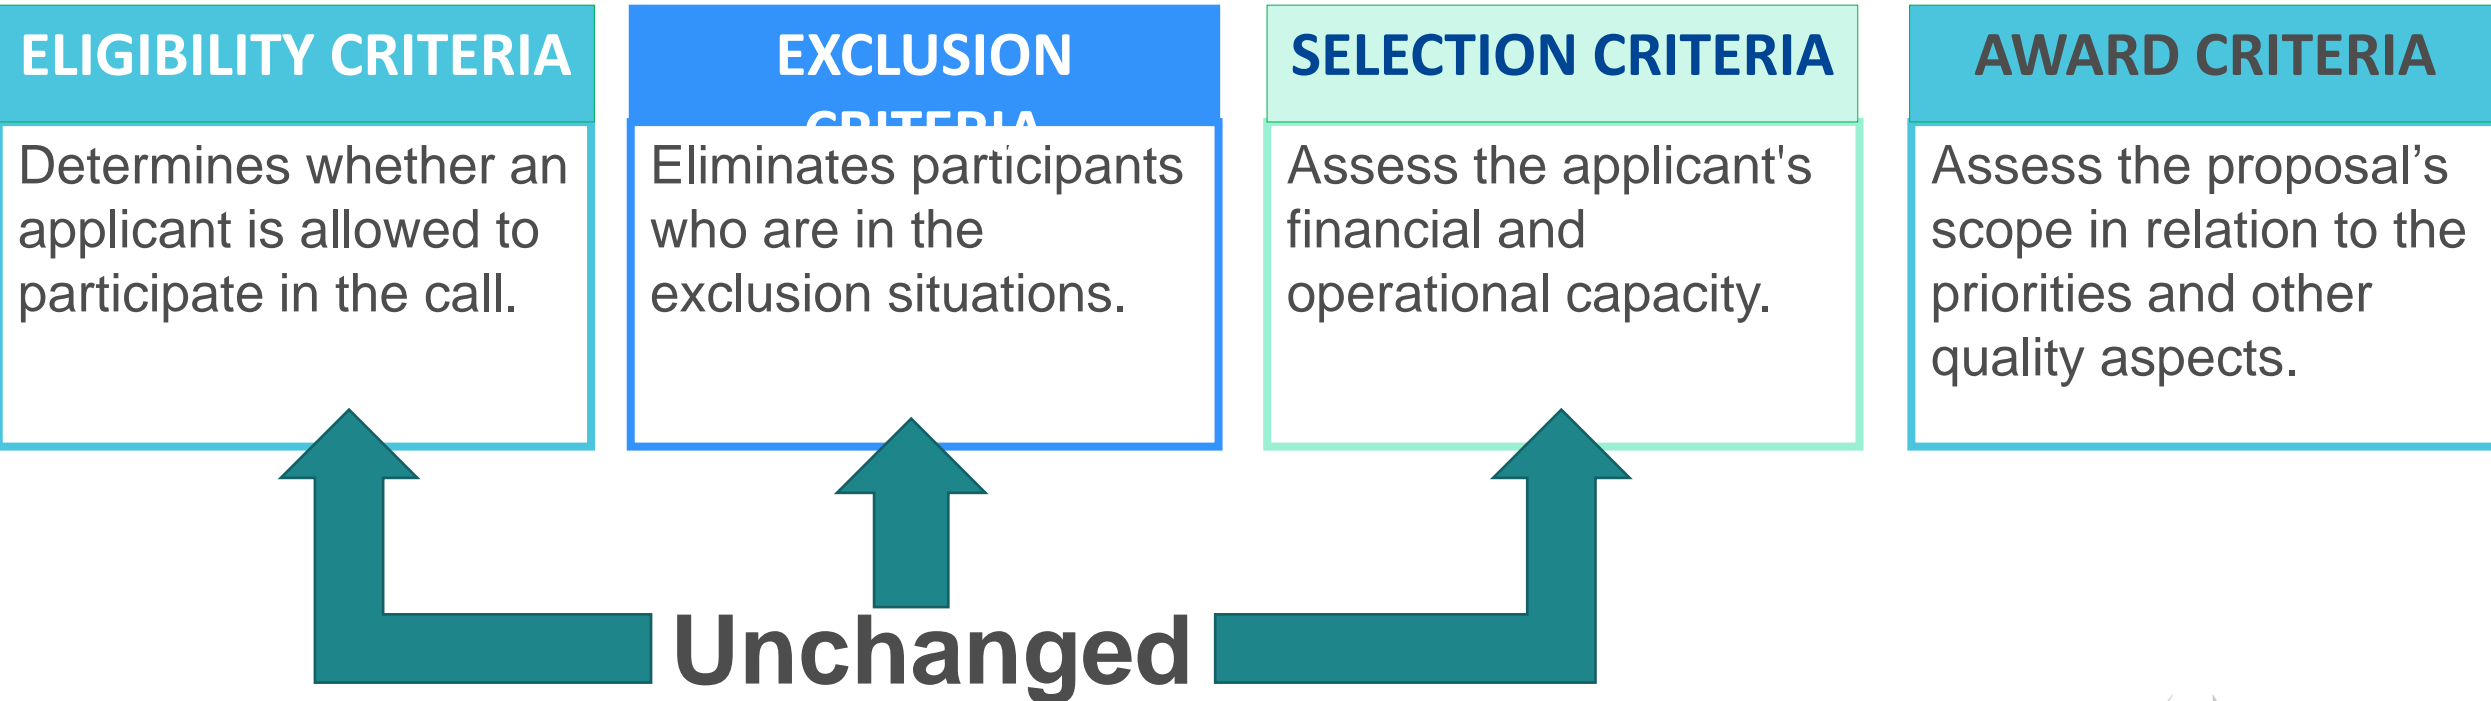 ELIGIBILITY CRITERIA
Determines whether an
applicant is allowed to
participate in the call.
EXCLUSION
CRITERIA
Eliminates participants
who are in the
exclusion situations.
SELECTION CRITERIA
Assess the applicant's
financial and
operational capacity.
AWARD CRITERIA
Assess the proposal’s
scope in relation to the
priorities and other
quality aspects.
Unchanged